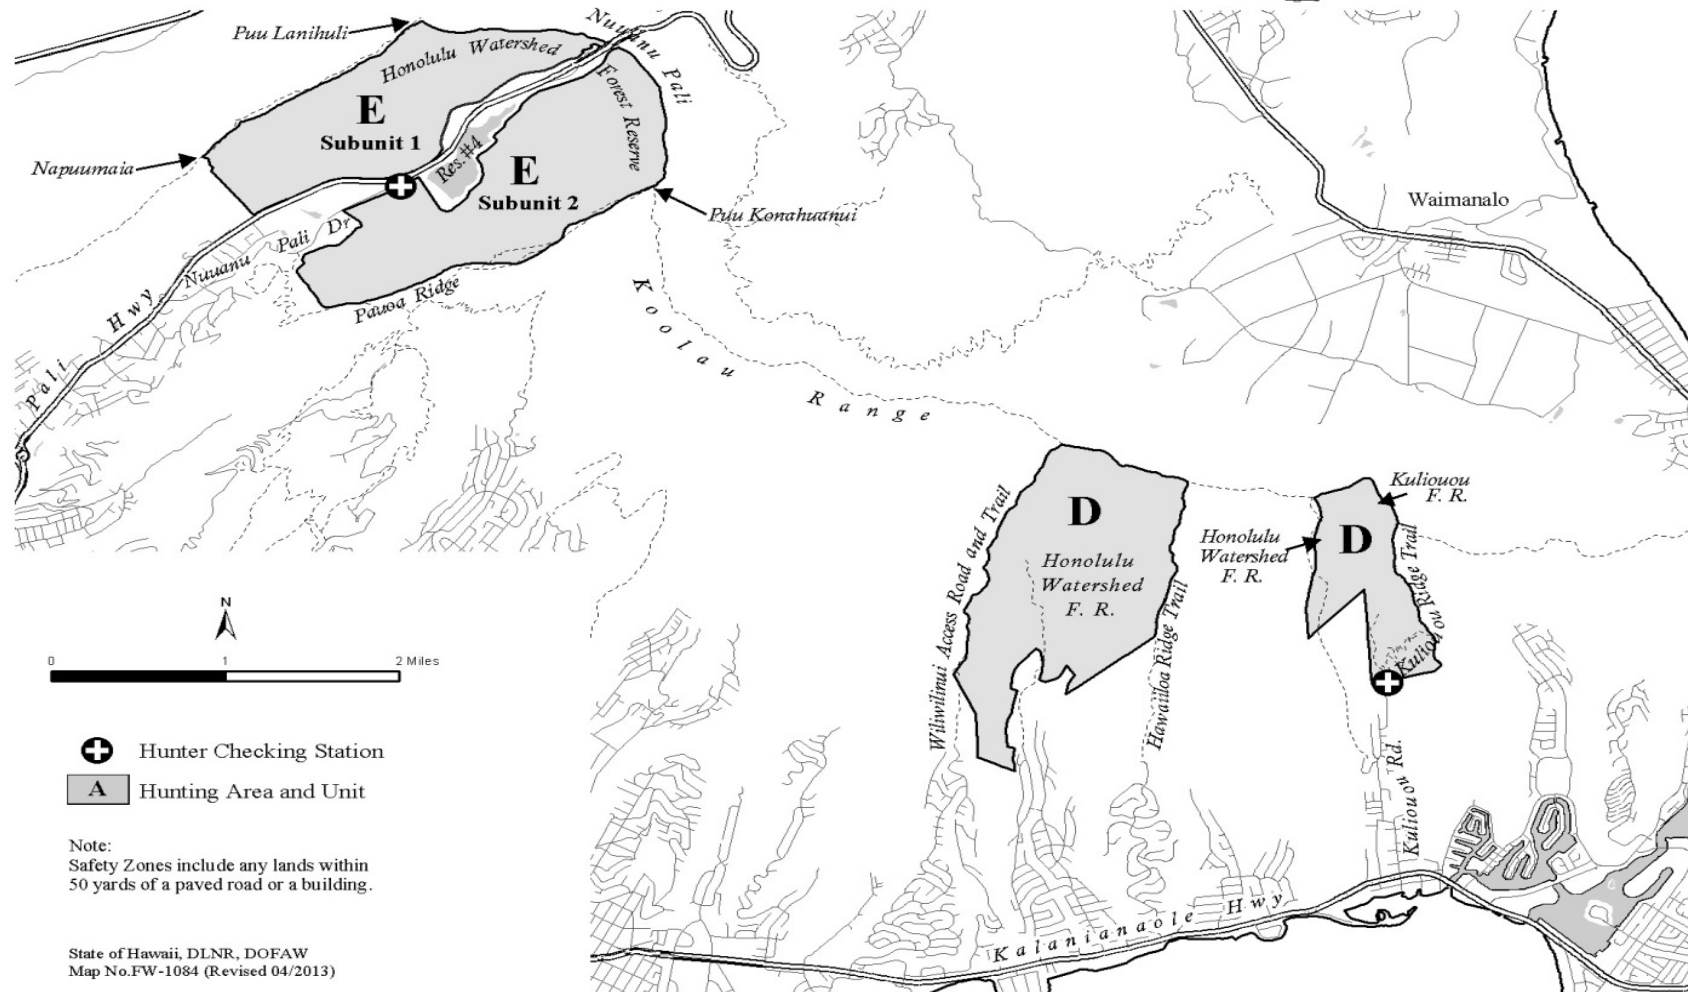 Puu Lanihuli
Honolulu Watershed
Nuuanu Pali
Forest Reserve
E
Subunit 1
Res. #4
E
Subunit 2
Napuumaia
Puu Konahuanui
Waimanalo
Nuuanu Pali Dr
Pauoa Ridge
Pali Hwy
Koolau Range
Kuliouou
F. R.
D
D
Honolulu
Watershed
F. R.
Honolulu
Watershed
F. R.
Wiliwilinui Access Road and Trail
Hawaiiloa Ridge Trail
Kuliouou Ridge Trail
N
0 1 2 Miles
Kuliouou Rd.
Hunter Checking Station
A Hunting Area and Unit
Note:
Safety Zones include any lands within
50 yards of a paved road or a building.
Kalanianaole Hwy
State of Hawaii, DLNR, DOFAW
Map No.FW-1084 (Revised 04/2013)